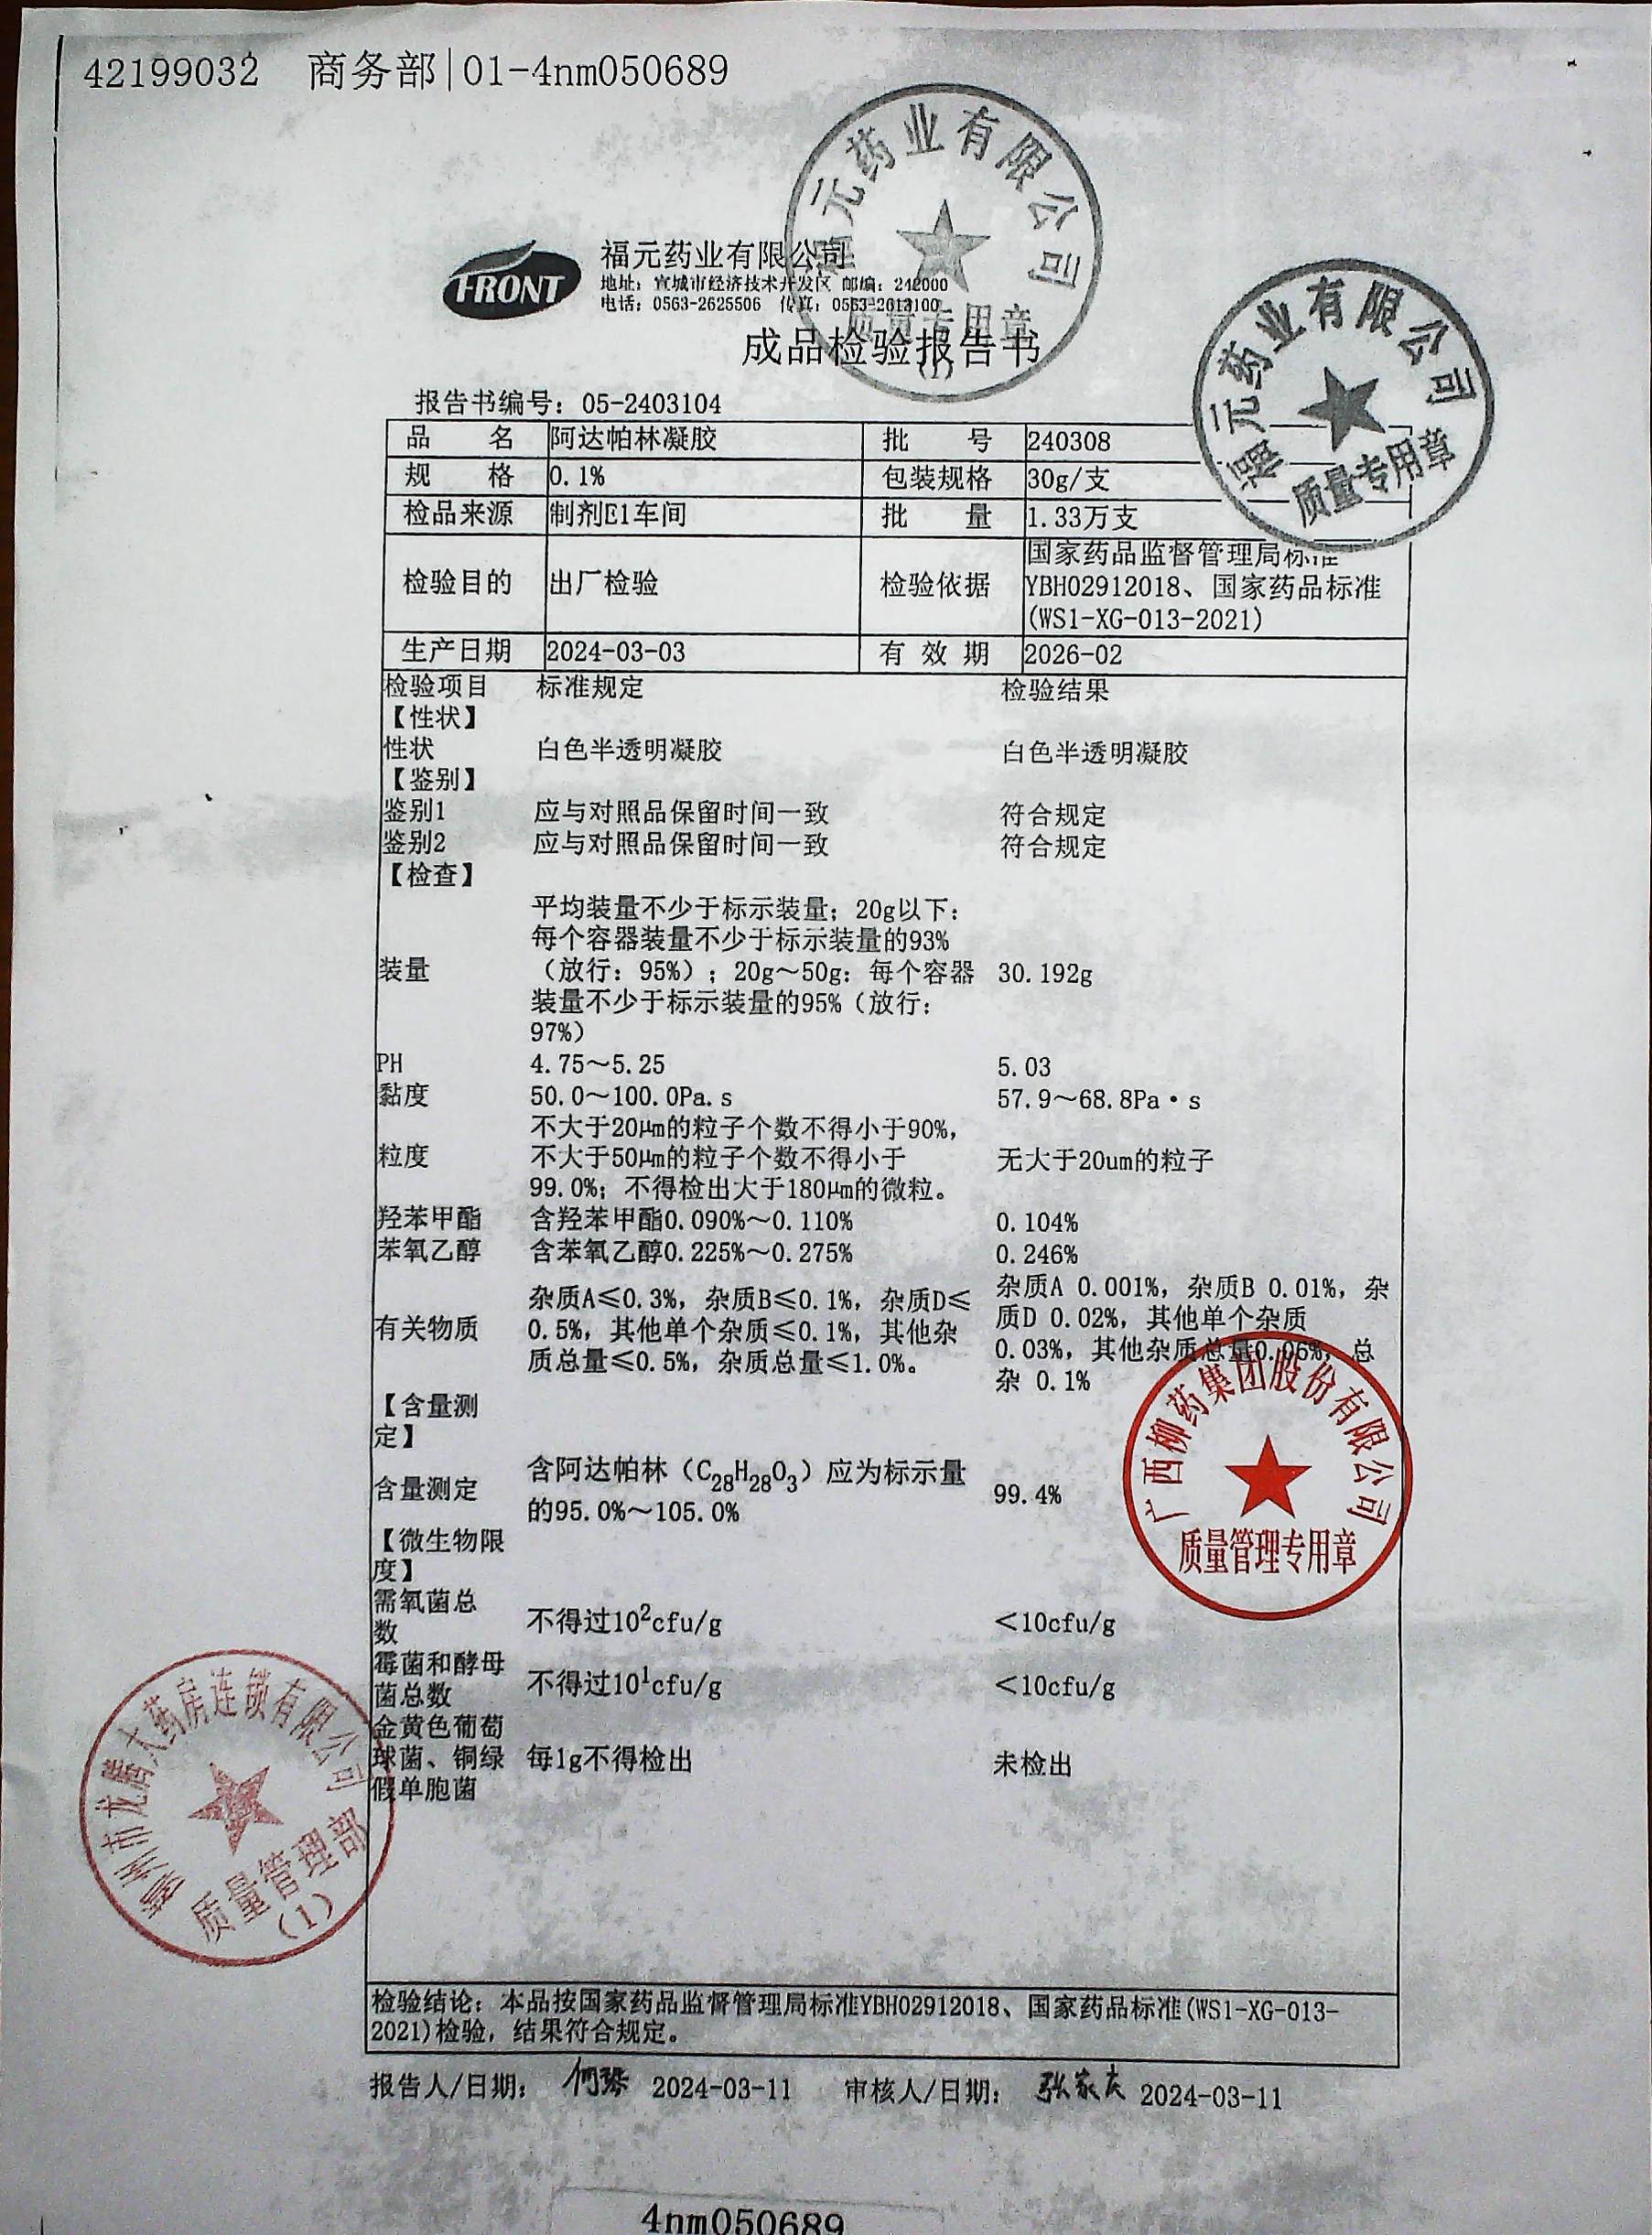 42199032 商务部|01-4nm050689
福元药业有限公司
质量专用章
(1)
FRONT
福元药业有限公司
地址：宣城市经济技术开发区 邮编：242000
电话：0563-2625506 传真：0563-2613100
成品检验报告书
福元药业有限公司
质量专用章
报告书编号：05-2403104
品 名 阿达帕林凝胶 批 号 240308
规 格 0.1% 包装规格 30g/支
检品来源 制剂E1车间 批 量 1.33万支
检验目的 出厂检验 检验依据 国家药品监督管理局标准
YBH02912018、国家药品标准
(WS1-XG-013-2021)
生产日期 2024-03-03 有 效 期 2026-02
检验项目 标准规定 检验结果
【性状】
性状 白色半透明凝胶 白色半透明凝胶
【鉴别】
鉴别1 应与对照品保留时间一致 符合规定
鉴别2 应与对照品保留时间一致 符合规定
【检查】
平均装量不少于标示装量；20g以下：
每个容器装量不少于标示装量的93%
装量 （放行：95%）；20g～50g：每个容器 30.192g
装量不少于标示装量的95%（放行：
97%）
PH 4.75～5.25 5.03
黏度 50.0～100.0Pa.s 57.9～68.8Pa·s
不大于20μm的粒子个数不得小于90%，
粒度 不大于50μm的粒子个数不得小于 无大于20um的粒子
99.0%；不得检出大于180μm的微粒。
羟苯甲酯 含羟苯甲酯0.090%～0.110% 0.104%
苯氧乙醇 含苯氧乙醇0.225%～0.275% 0.246%
有关物质 杂质A≤0.3%，杂质B≤0.1%，杂质D≤
0.5%，其他单个杂质≤0.1%，其他杂
质总量≤0.5%，杂质总量≤1.0%。
杂质A 0.001%，杂质B 0.01%，杂
质D 0.02%，其他单个杂质
0.03%，其他杂质总量0.06%，总
杂 0.1%
【含量测
定】
含量测定 含阿达帕林（C₂₈H₂₈O₃）应为标示量
的95.0%～105.0% 99.4%
广西柳药集团股份有限公司
质量管理专用章
【微生物限
度】
需氧菌总
数 不得过10²cfu/g <10cfu/g
霉菌和酵母
菌总数 不得过10¹cfu/g <10cfu/g
金黄色葡萄
球菌、铜绿 每1g不得检出 未检出
假单胞菌
州市龙腾大药房连锁有限公司
质量管理部
(1)
检验结论：本品按国家药品监督管理局标准YBH02912018、国家药品标准(WS1-XG-013-
2021)检验，结果符合规定。
报告人/日期： 2024-03-11 审核人/日期： 张家友 2024-03-11
4nm050689